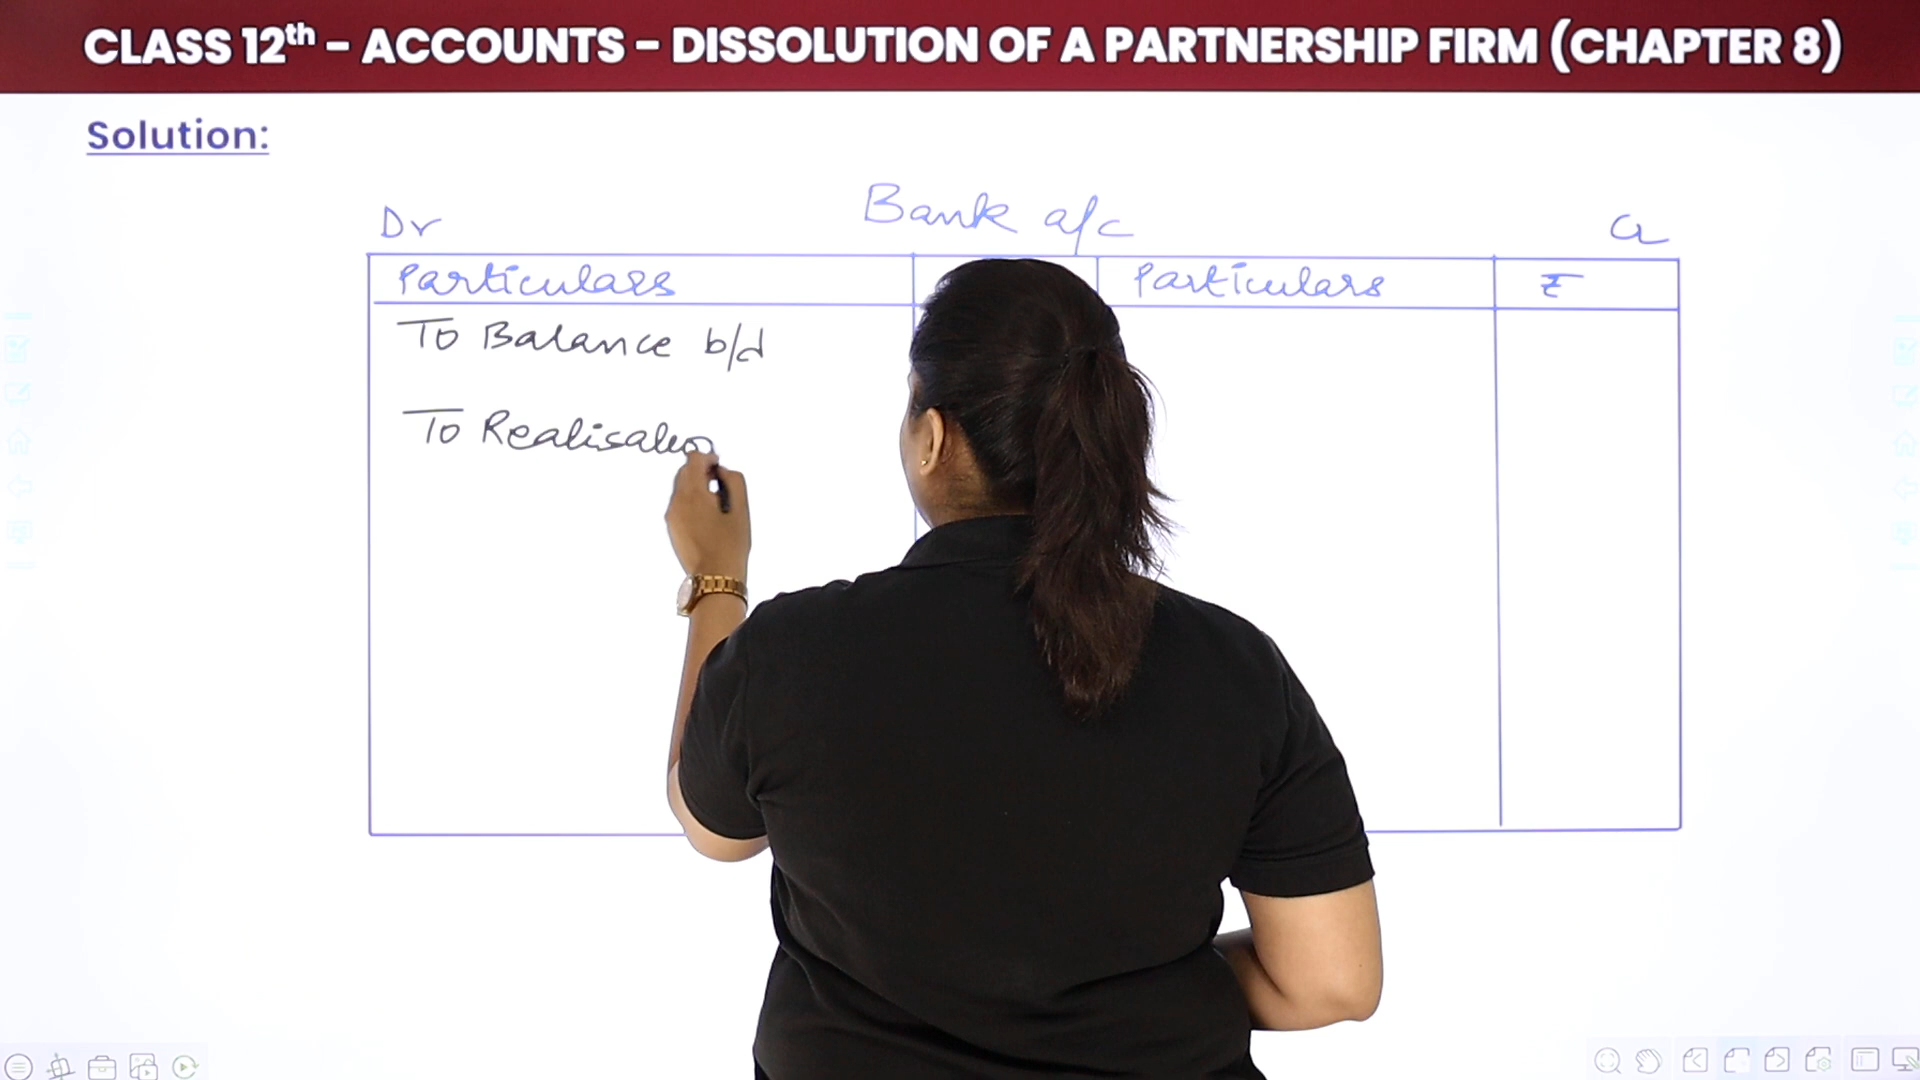 CLASS 12th - ACCOUNTS - DISSOLUTION OF A PARTNERSHIP FIRM (CHAPTER 8)
Solution:
Dr Bank a/c Cr
Particulars Particulars ₹
To Balance b/d
To Realisation